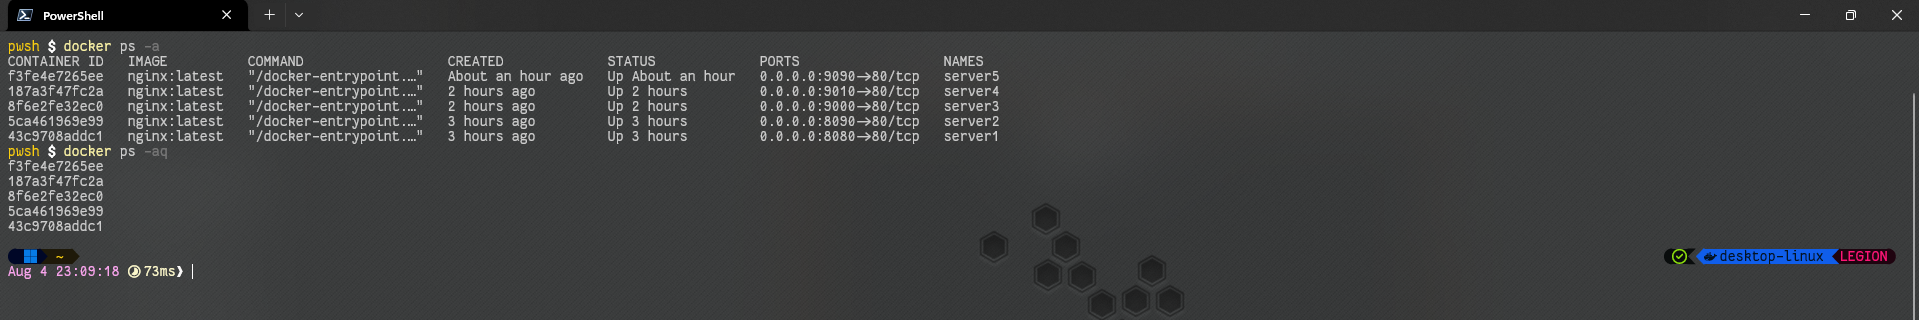 PowerShell
pwsh $ docker ps -a
CONTAINER ID   IMAGE          COMMAND                  CREATED             STATUS             PORTS                  NAMES
f3fe4e7265ee   nginx:latest   "/docker-entrypoint.…"   About an hour ago   Up About an hour   0.0.0.0:9090->80/tcp   server5
187a3f47fc2a   nginx:latest   "/docker-entrypoint.…"   2 hours ago         Up 2 hours         0.0.0.0:9010->80/tcp   server4
8f6e2fe32ec0   nginx:latest   "/docker-entrypoint.…"   2 hours ago         Up 2 hours         0.0.0.0:9000->80/tcp   server3
5ca461969e99   nginx:latest   "/docker-entrypoint.…"   3 hours ago         Up 3 hours         0.0.0.0:8090->80/tcp   server2
43c9708addc1   nginx:latest   "/docker-entrypoint.…"   3 hours ago         Up 3 hours         0.0.0.0:8080->80/tcp   server1
pwsh $ docker ps -aq
f3fe4e7265ee
187a3f47fc2a
8f6e2fe32ec0
5ca461969e99
43c9708addc1
~ desktop-linux LEGION
Aug 4 23:09:18 73ms❯